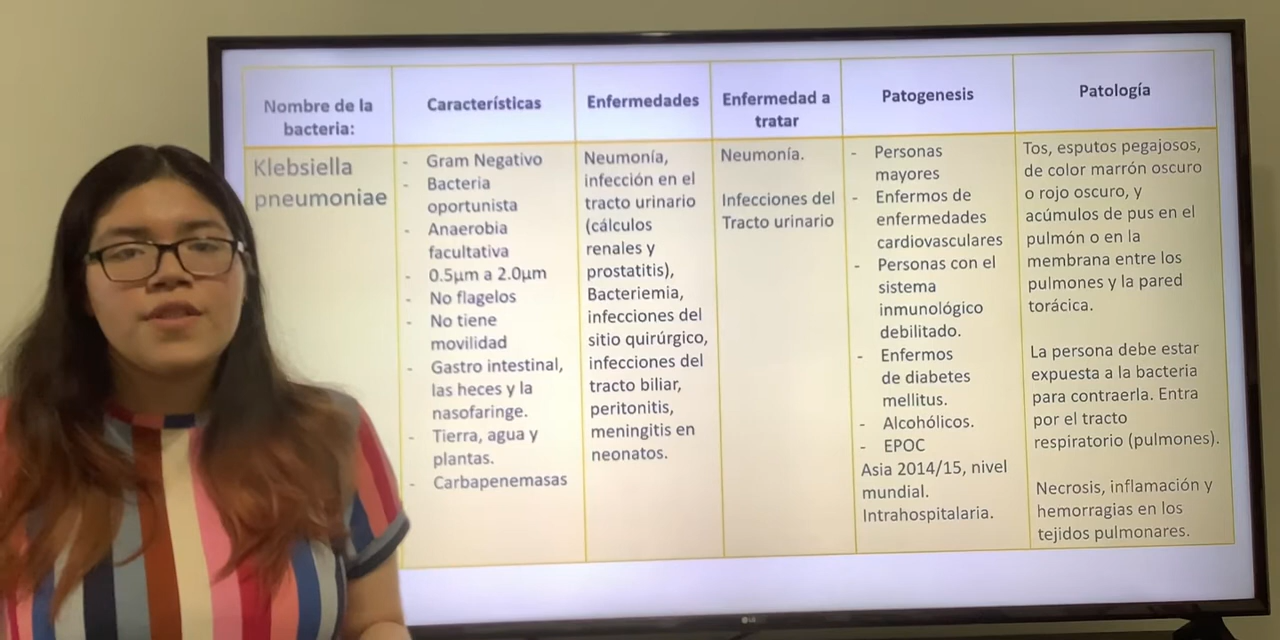 Nombre de la
bacteria:
Características
Enfermedades
Enfermedad a
tratar
Patogenesis
Patología
Klebsiella
pneumoniae
- Gram Negativo
- Bacteria
oportunista
- Anaerobia
facultativa
- 0.5μm a 2.0μm
- No flagelos
- No tiene
movilidad
- Gastro intestinal,
las heces y la
nasofaringe.
- Tierra, agua y
plantas.
- Carbapenemasas
Neumonía,
infección en el
tracto urinario
(cálculos
renales y
prostatitis),
Bacteriemia,
infecciones del
sitio quirúrgico,
infecciones del
tracto biliar,
peritonitis,
meningitis en
neonatos.
Neumonía.
Infecciones del
Tracto urinario
- Personas
mayores
- Enfermos de
enfermedades
cardiovasculares
- Personas con el
sistema
inmunológico
debilitado.
- Enfermos
de diabetes
mellitus.
- Alcohólicos.
- EPOC
Asia 2014/15, nivel
mundial.
Intrahospitalaria.
Tos, esputos pegajosos,
de color marrón oscuro
o rojo oscuro, y
acúmulos de pus en el
pulmón o en la
membrana entre los
pulmones y la pared
torácica.
La persona debe estar
expuesta a la bacteria
para contraerla. Entra
por el tracto
respiratorio (pulmones).
Necrosis, inflamación y
hemorragias en los
tejidos pulmonares.
LG